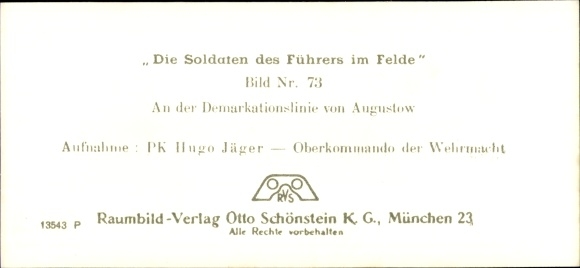 „Die Soldaten des Führers im Felde“
Bild Nr. 73
An der Demarkationslinie von Augustow
Aufnahme : PK Hugo Jäger — Oberkommando der Wehrmacht
RVS
13543 P
Raumbild-Verlag Otto Schönstein K. G., München 23
Alle Rechte vorbehalten